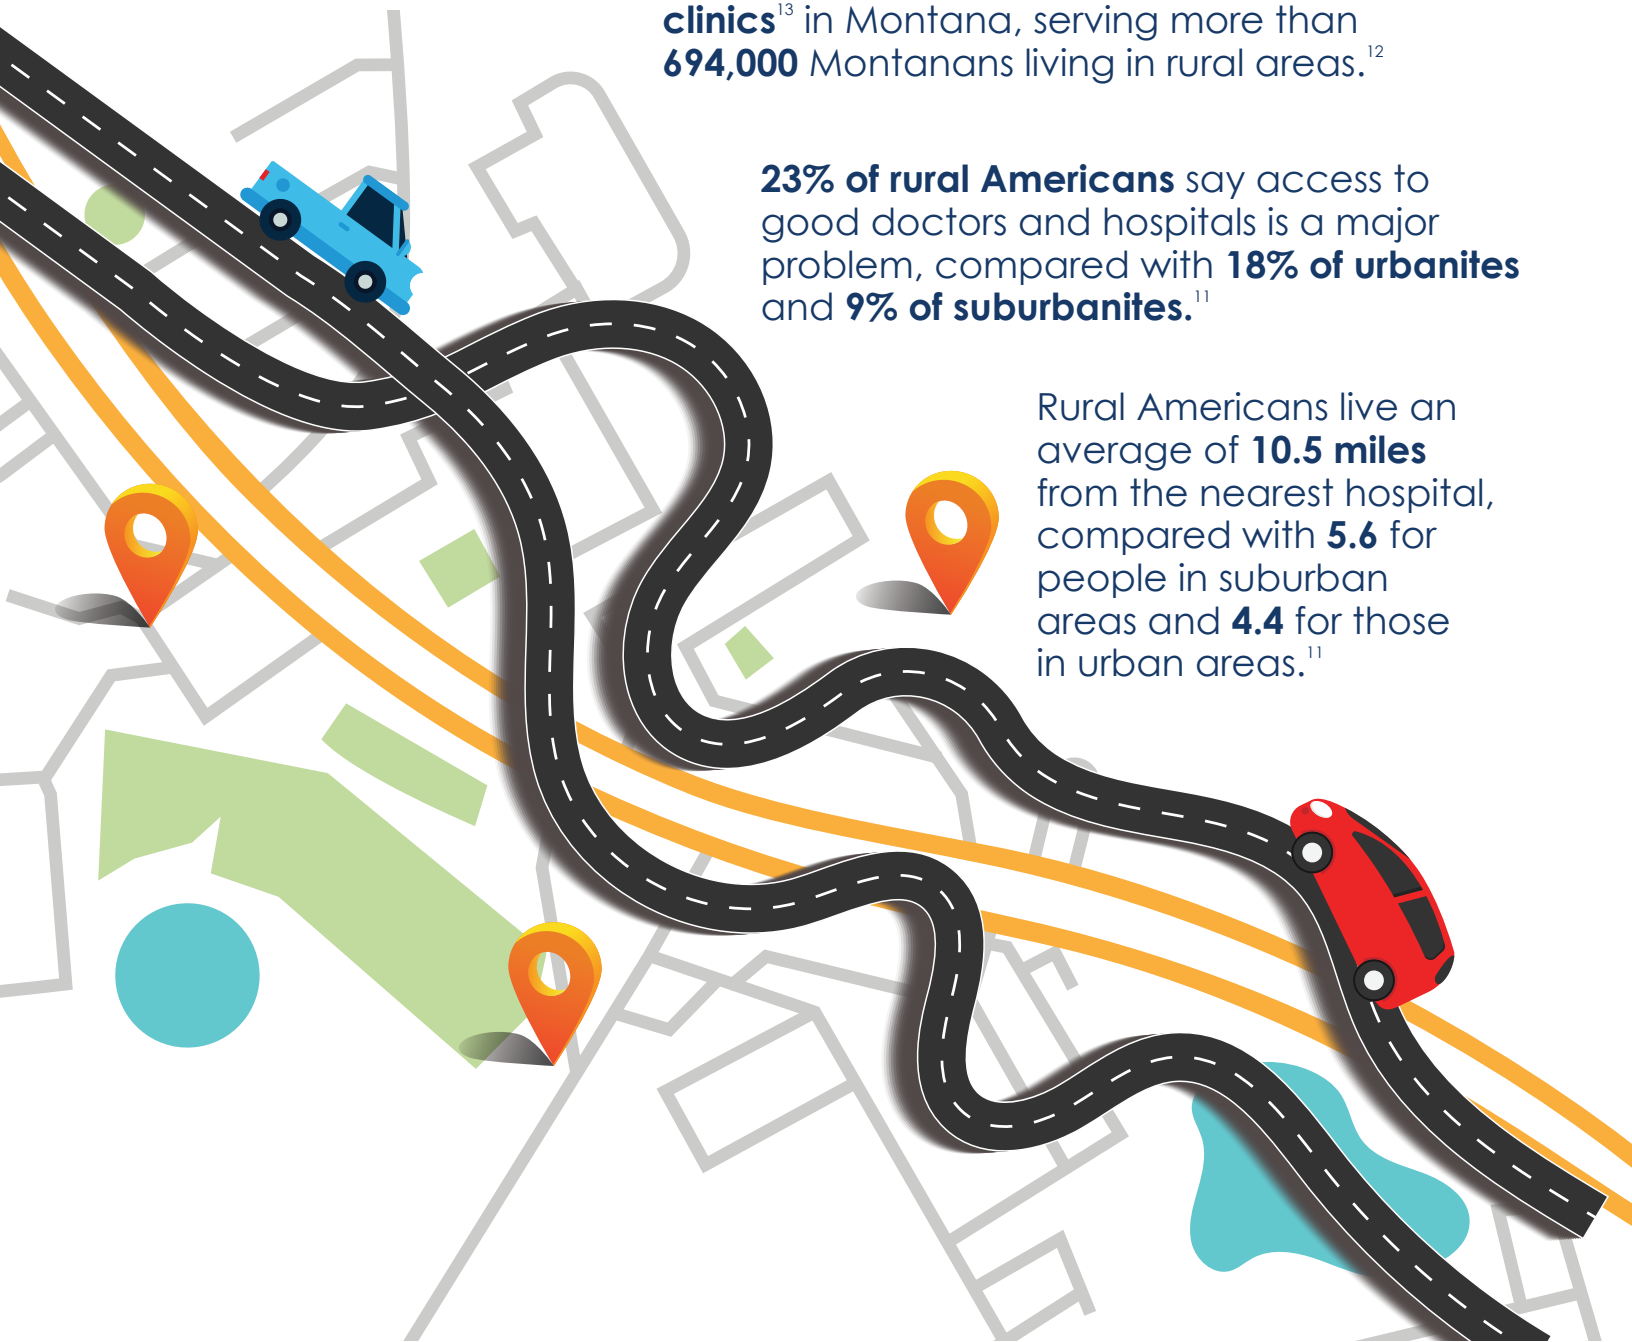 clinics¹³ in Montana, serving more than
694,000 Montanans living in rural areas.¹²
23% of rural Americans say access to
good doctors and hospitals is a major
problem, compared with 18% of urbanites
and 9% of suburbanites.¹¹
Rural Americans live an
average of 10.5 miles
from the nearest hospital,
compared with 5.6 for
people in suburban
areas and 4.4 for those
in urban areas.¹¹